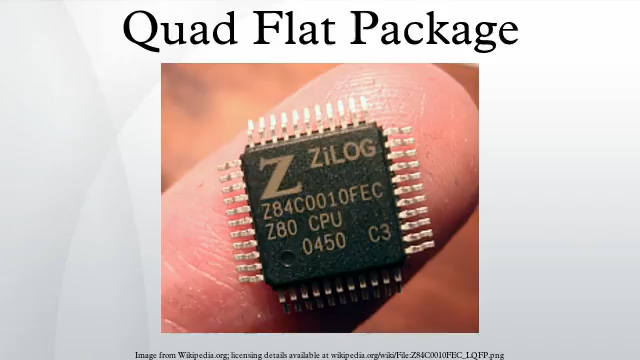 Quad Flat Package
Z ZiLOG
Z84C0010FEC
Z80 CPU
0450 C3
Image from Wikipedia.org; licensing details available at wikipedia.org/wiki/File:Z84C0010FEC_LQFP.png